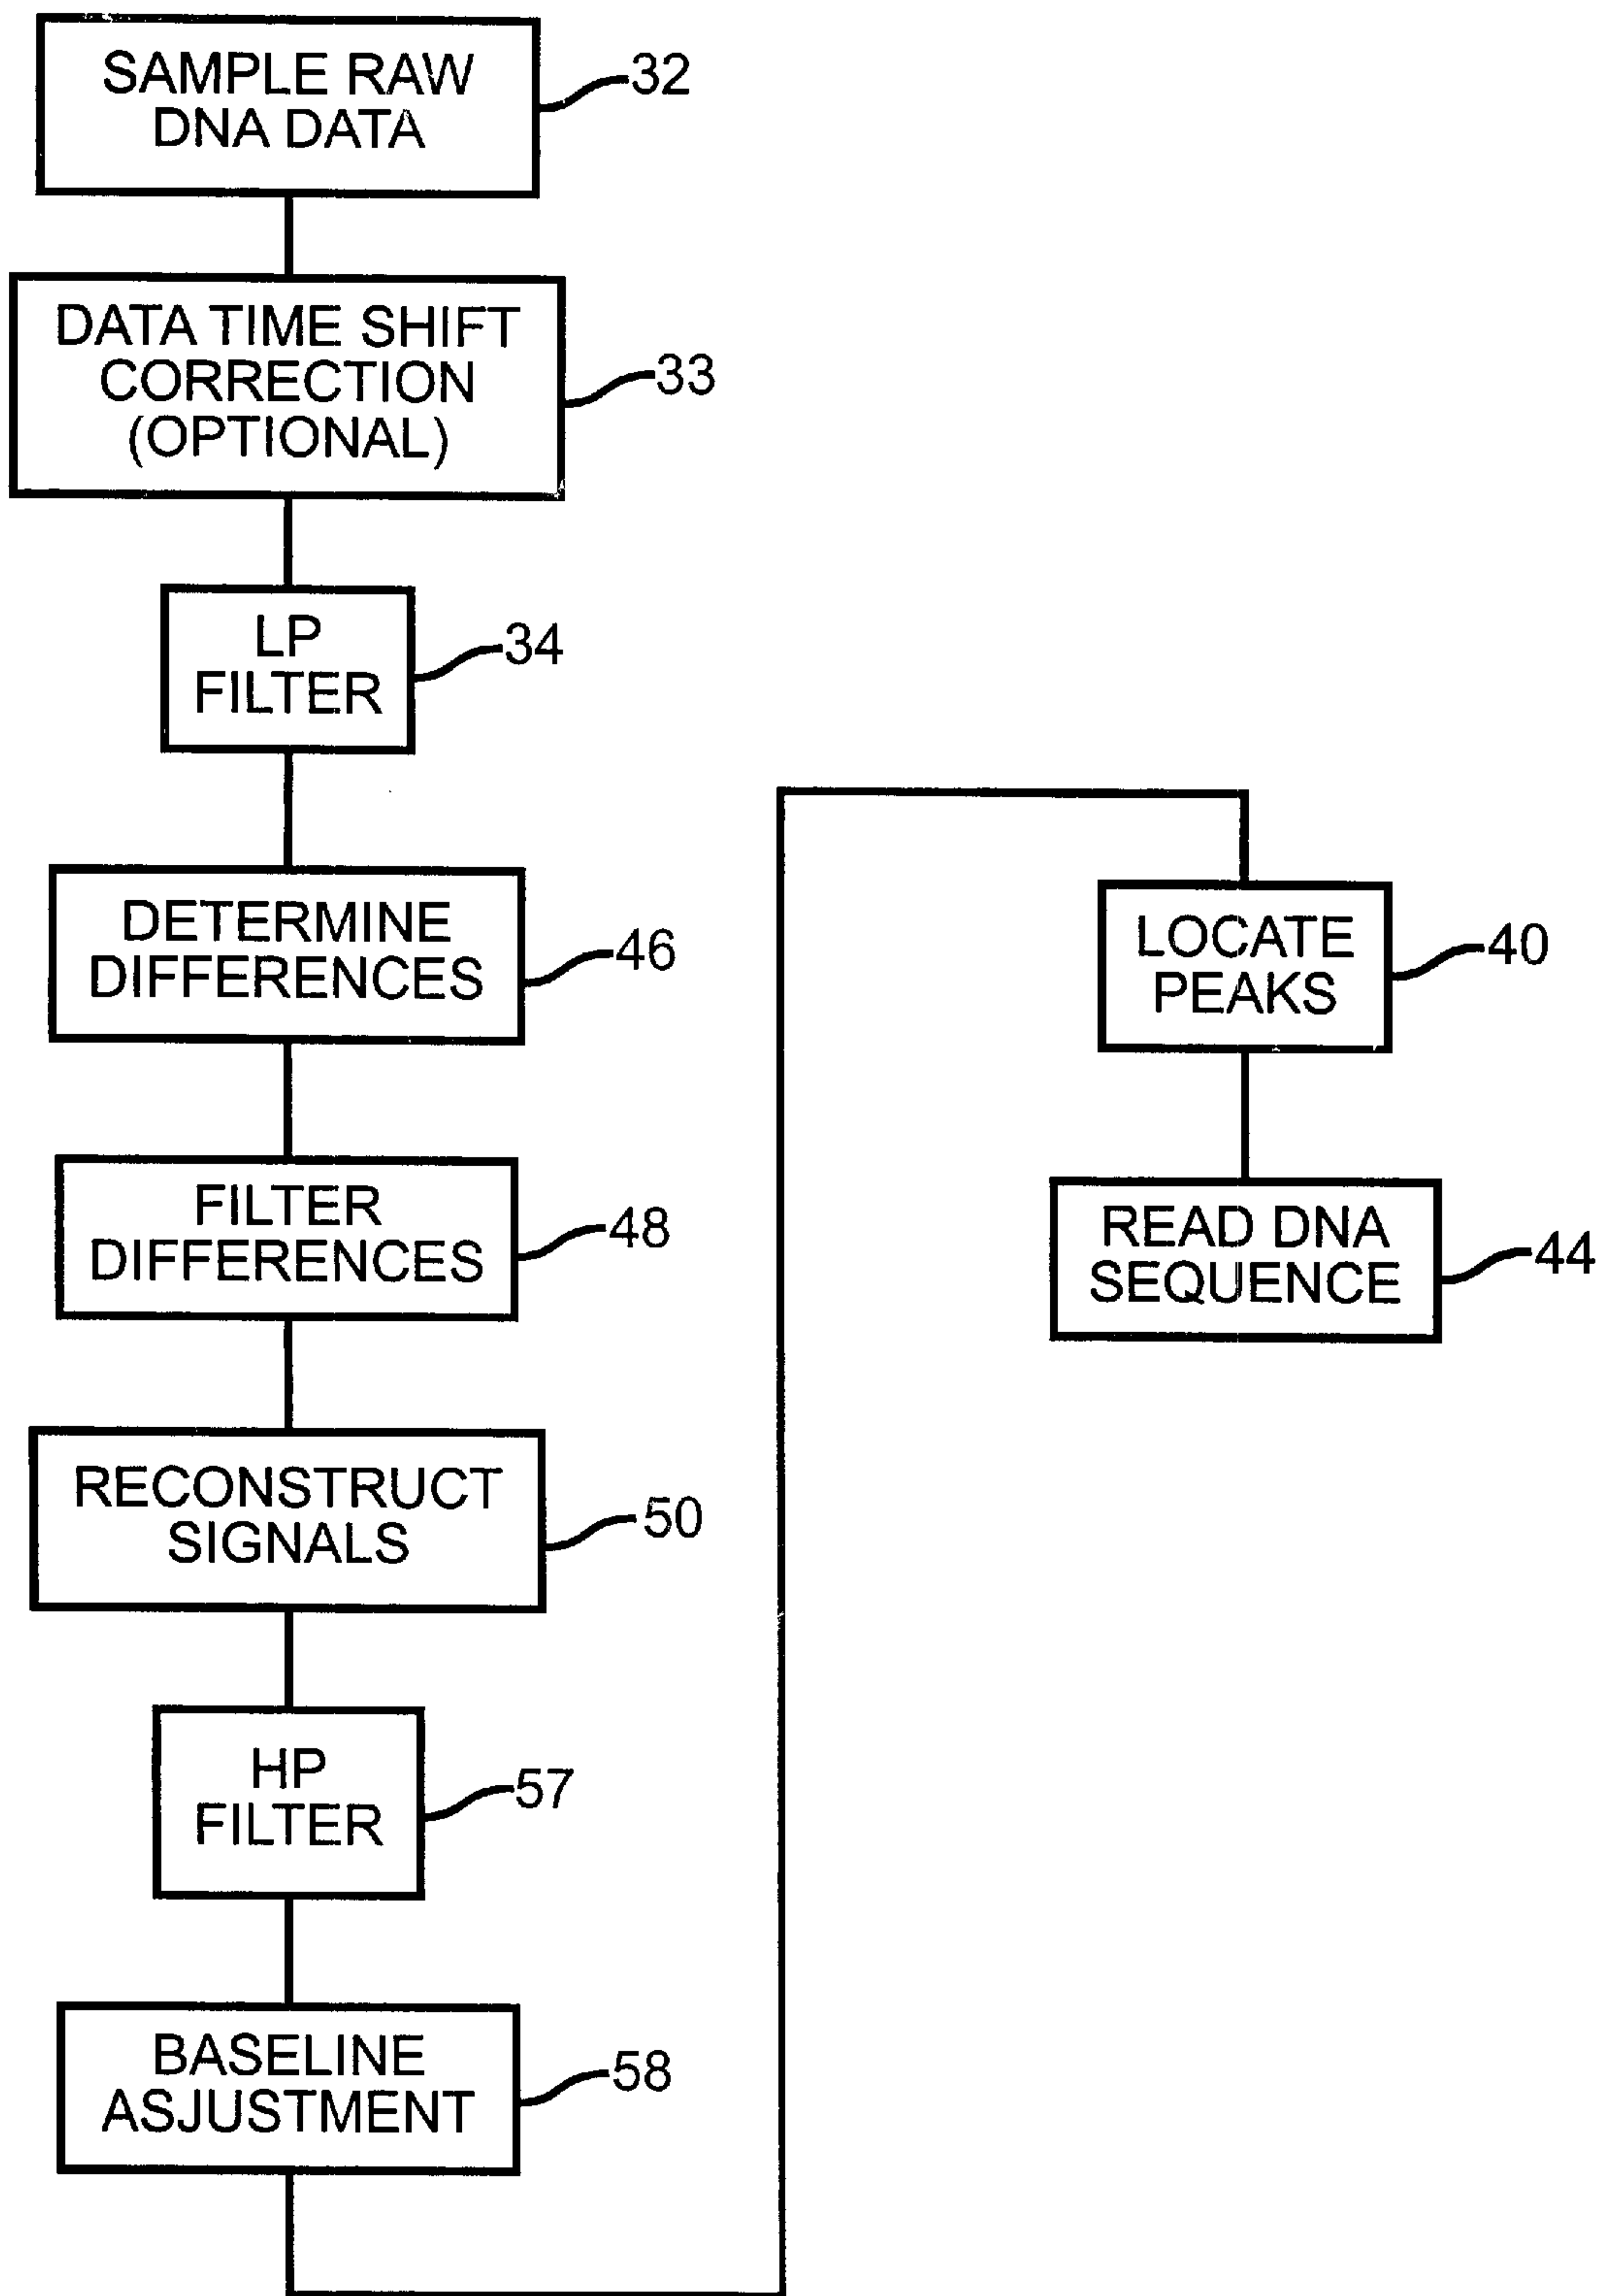 SAMPLE RAW
DNA DATA
32
DATA TIME SHIFT
CORRECTION
(OPTIONAL)
33
LP
FILTER
34
DETERMINE
DIFFERENCES
46
FILTER
DIFFERENCES
48
RECONSTRUCT
SIGNALS
50
HP
FILTER
57
BASELINE
ASJUSTMENT
58
LOCATE
PEAKS
40
READ DNA
SEQUENCE
44